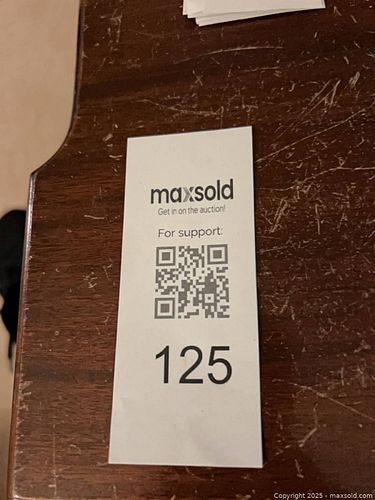 maxsold
Get in on the auction!
For support:
125
Copyright 2025 - maxsold.com